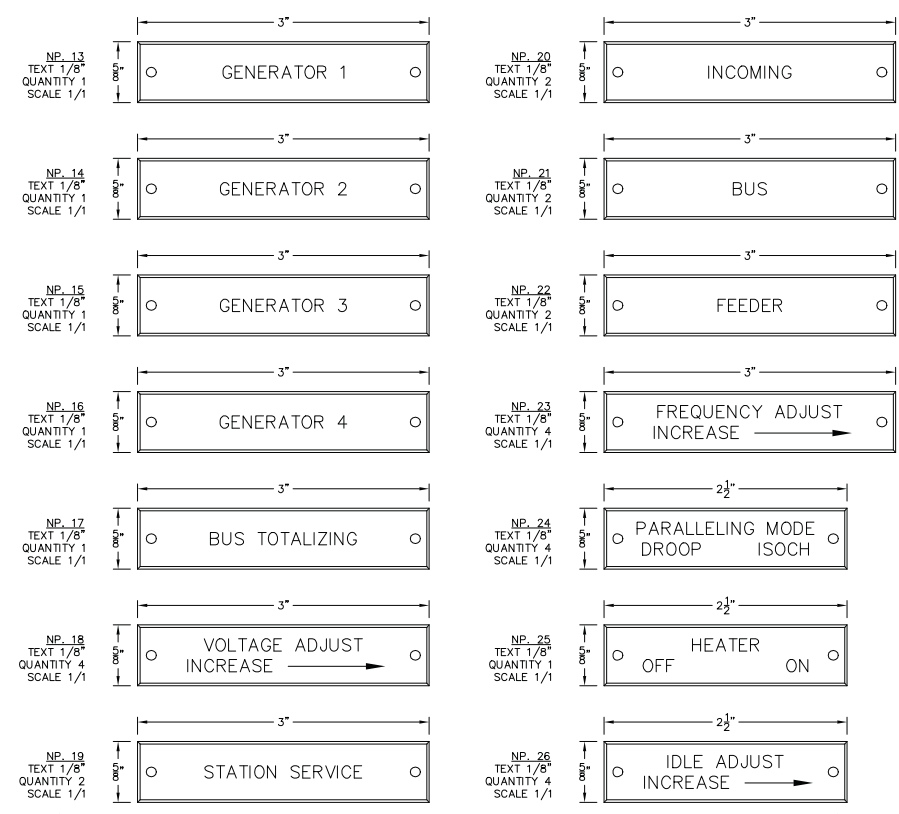 3"
NP. 13
TEXT 1/8"
QUANTITY 1
SCALE 1/1
5/8"
GENERATOR 1
3"
NP. 14
TEXT 1/8"
QUANTITY 1
SCALE 1/1
5/8"
GENERATOR 2
3"
NP. 15
TEXT 1/8"
QUANTITY 1
SCALE 1/1
5/8"
GENERATOR 3
3"
NP. 16
TEXT 1/8"
QUANTITY 1
SCALE 1/1
5/8"
GENERATOR 4
3"
NP. 17
TEXT 1/8"
QUANTITY 1
SCALE 1/1
5/8"
BUS TOTALIZING
3"
NP. 18
TEXT 1/8"
QUANTITY 4
SCALE 1/1
5/8"
VOLTAGE ADJUST
INCREASE
3"
NP. 19
TEXT 1/8"
QUANTITY 2
SCALE 1/1
5/8"
STATION SERVICE
3"
NP. 20
TEXT 1/8"
QUANTITY 2
SCALE 1/1
5/8"
INCOMING
3"
NP. 21
TEXT 1/8"
QUANTITY 2
SCALE 1/1
5/8"
BUS
3"
NP. 22
TEXT 1/8"
QUANTITY 2
SCALE 1/1
5/8"
FEEDER
3"
NP. 23
TEXT 1/8"
QUANTITY 4
SCALE 1/1
5/8"
FREQUENCY ADJUST
INCREASE
2 1/2"
NP. 24
TEXT 1/8"
QUANTITY 4
SCALE 1/1
5/8"
PARALLELING MODE
DROOP ISOCH
2 1/2"
NP. 25
TEXT 1/8"
QUANTITY 1
SCALE 1/1
5/8"
HEATER
OFF ON
2 1/2"
NP. 26
TEXT 1/8"
QUANTITY 4
SCALE 1/1
5/8"
IDLE ADJUST
INCREASE